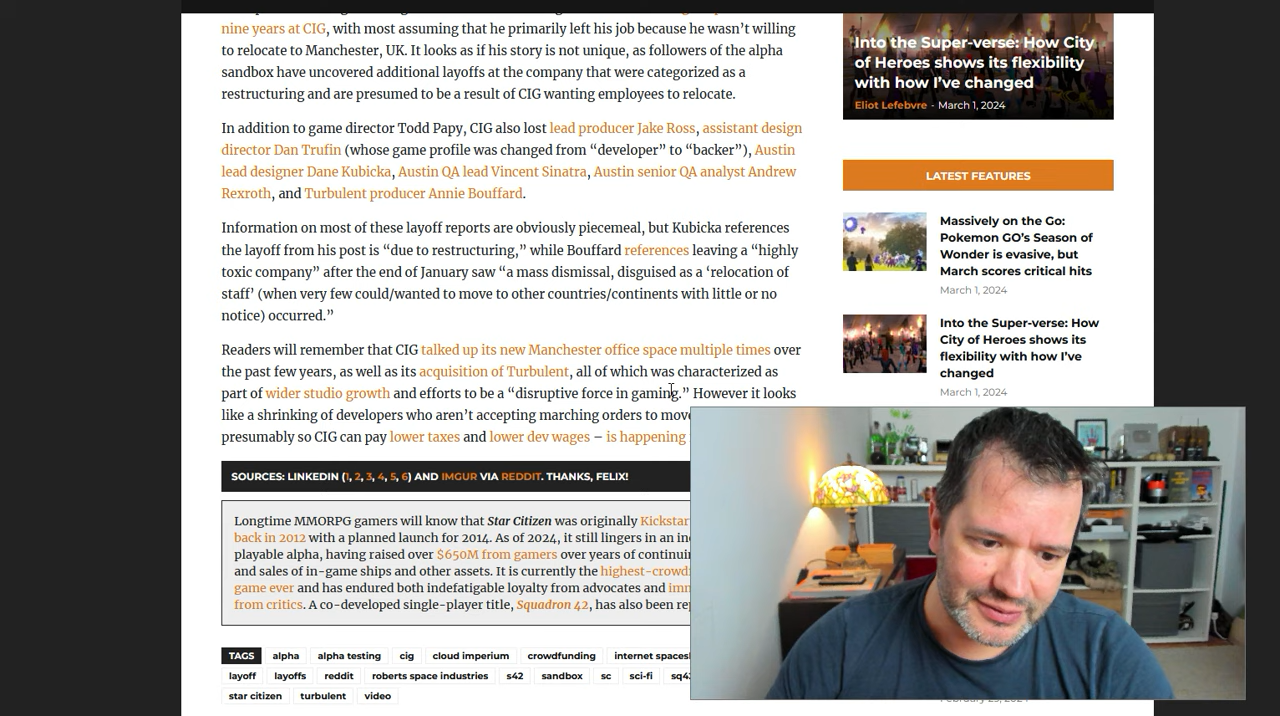 nine years at CIG, with most assuming that he primarily left his job because he wasn't willing
to relocate to Manchester, UK. It looks as if his story is not unique, as followers of the alpha
sandbox have uncovered additional layoffs at the company that were categorized as a
restructuring and are presumed to be a result of CIG wanting employees to relocate.
In addition to game director Todd Papy, CIG also lost lead producer Jake Ross, assistant design
director Dan Trufin (whose game profile was changed from “developer” to “backer”), Austin
lead designer Dane Kubicka, Austin QA lead Vincent Sinatra, Austin senior QA analyst Andrew
Rexroth, and Turbulent producer Annie Bouffard.
Information on most of these layoff reports are obviously piecemeal, but Kubicka references
the layoff from his post is “due to restructuring,” while Bouffard references leaving a “highly
toxic company” after the end of January saw “a mass dismissal, disguised as a ‘relocation of
staff’ (when very few could/wanted to move to other countries/continents with little or no
notice) occurred.”
Readers will remember that CIG talked up its new Manchester office space multiple times over
the past few years, as well as its acquisition of Turbulent, all of which was characterized as
part of wider studio growth and efforts to be a “disruptive force in gaming.” However it looks
like a shrinking of developers who aren't accepting marching orders to move
presumably so CIG can pay lower taxes and lower dev wages – is happening
SOURCES: LINKEDIN (1, 2, 3, 4, 5, 6) AND IMGUR VIA REDDIT. THANKS, FELIX!
Longtime MMORPG gamers will know that Star Citizen was originally Kickstar
back in 2012 with a planned launch for 2014. As of 2024, it still lingers in an in
playable alpha, having raised over $650M from gamers over years of continui
and sales of in-game ships and other assets. It is currently the highest-crowd
game ever and has endured both indefatigable loyalty from advocates and im
from critics. A co-developed single-player title, Squadron 42, has also been rep
TAGS alpha alpha testing cig cloud imperium crowdfunding internet spaces
layoff layoffs reddit roberts space industries s42 sandbox sc sci-fi sq4
star citizen turbulent video
Into the Super-verse: How City
of Heroes shows its flexibility
with how I've changed
Eliot Lefebvre - March 1, 2024
LATEST FEATURES
Massively on the Go:
Pokemon GO's Season of
Wonder is evasive, but
March scores critical hits
March 1, 2024
Into the Super-verse: How
City of Heroes shows its
flexibility with how I've
changed
March 1, 2024